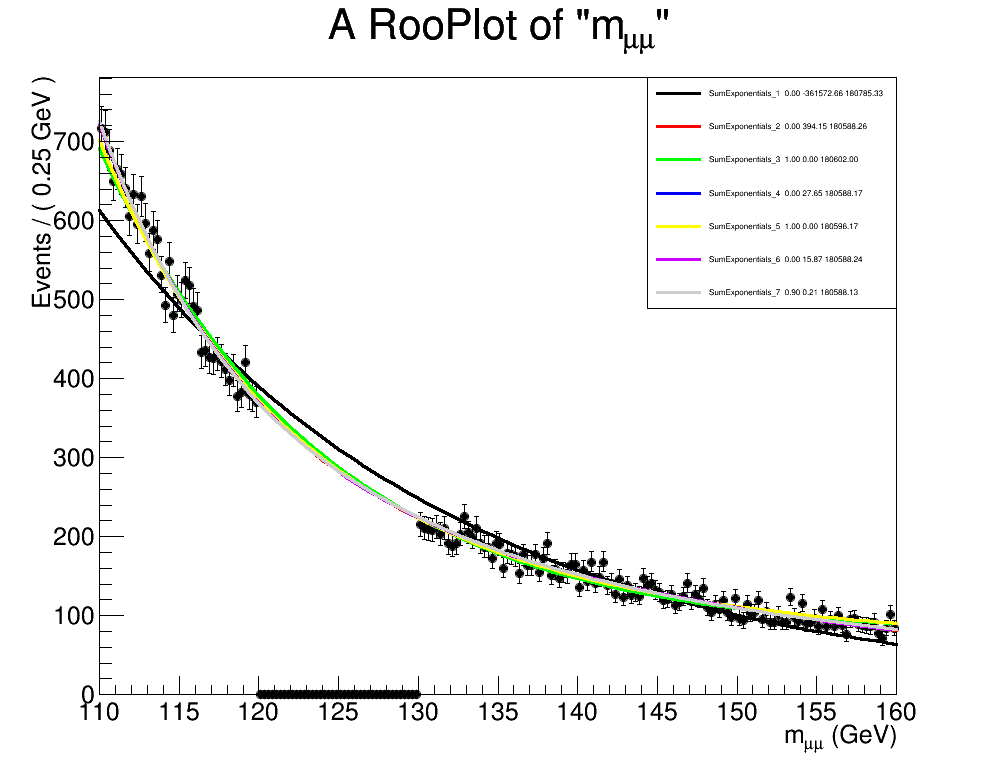 A RooPlot of "mμμ"
Events / ( 0.25 GeV )
700
600
500
400
300
200
100
0
110 115 120 125 130 135 140 145 150 155 160
mμμ (GeV)
SumExponentials_1 0.00 -361572.66 180785.33
SumExponentials_2 0.00 394.15 180588.26
SumExponentials_3 1.00 0.00 180602.00
SumExponentials_4 0.00 27.65 180588.17
SumExponentials_5 1.00 0.00 180596.17
SumExponentials_6 0.00 15.87 180588.24
SumExponentials_7 0.90 0.21 180588.13